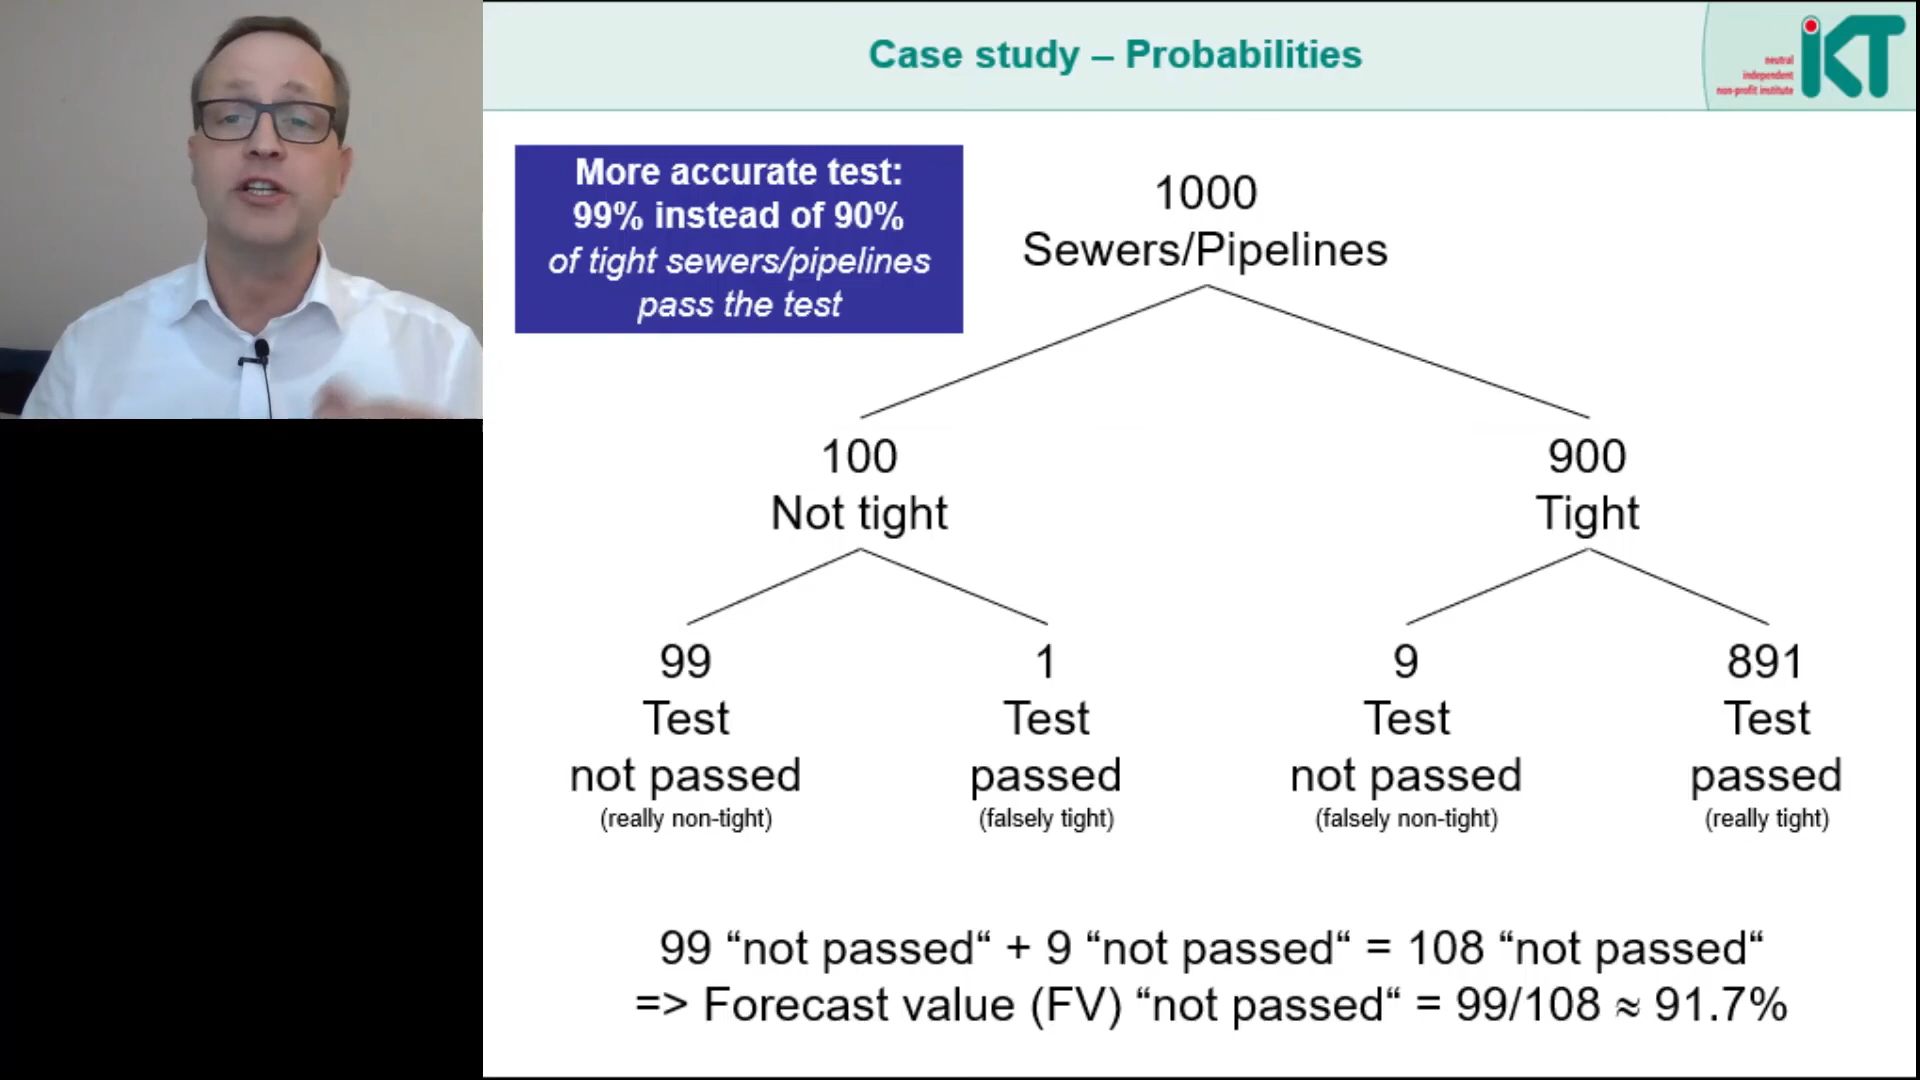 Case study – Probabilities
neutral
independent
non-profit institute
iKT
More accurate test:
99% instead of 90%
of tight sewers/pipelines
pass the test
1000
Sewers/Pipelines
100
Not tight
900
Tight
99
Test
not passed
(really non-tight)
1
Test
passed
(falsely tight)
9
Test
not passed
(falsely non-tight)
891
Test
passed
(really tight)
99 “not passed“ + 9 “not passed“ = 108 “not passed“
=> Forecast value (FV) “not passed“ = 99/108 ≈ 91.7%